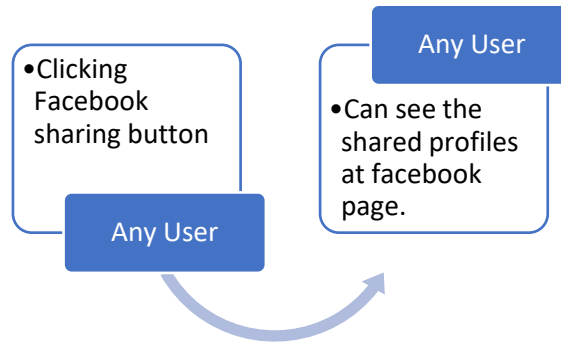 •Clicking
Facebook
sharing button
Any User
Any User
•Can see the
shared profiles
at facebook
page.